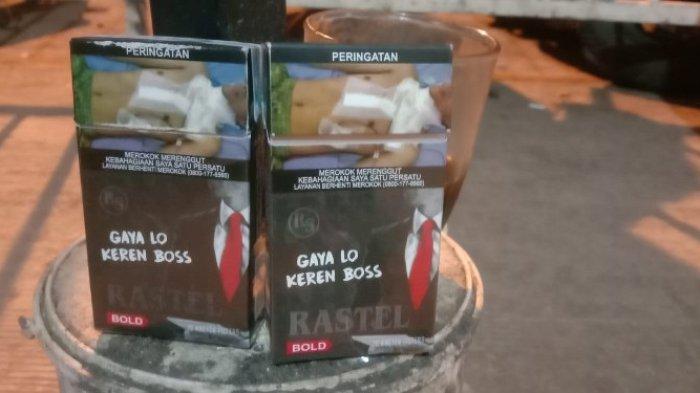 PERINGATAN
MEROKOK MERENGGUT
KEBAHAGIAAN SAYA SATU PERSATU
LAYANAN BERHENTI MEROKOK (0800-177-6565)
GAYA LO
KEREN BOSS
RASTEL
BOLD
PERINGATAN
MEROKOK MERENGGUT
KEBAHAGIAAN SAYA SATU PERSATU
LAYANAN BERHENTI MEROKOK (0800-177-6565)
GAYA LO
KEREN BOSS
RASTEL
BOLD